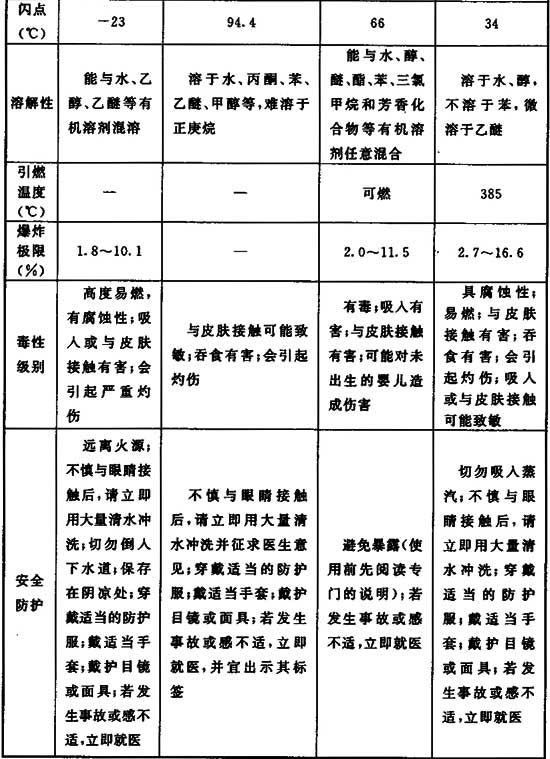 闪点
(℃)
－23
94.4
66
34
溶解性
能与水、乙
醇、乙醚等有
机溶剂混溶
溶于水、丙酮、苯、
乙醚、甲醇等，难溶于
正庚烷
能与水、醇、
醚、酯、苯、三氯
甲烷和芳香化
合物等有机溶
剂任意混合
溶于水、醇，
不溶于苯，微
溶于乙醚
引燃
温度
(℃)
—
—
可燃
385
爆炸
极限
(%)
1.8～10.1
—
2.0～11.5
2.7～16.6
毒性
级别
高度易燃，
有腐蚀性；吸
人或与皮肤
接触有害；会
引起严重灼
伤
与皮肤接触可能致
敏；吞食有害；会引起
灼伤
有毒；吸人有
害；与皮肤接触
有害；可能对未
出生的婴儿造
成伤害
具腐蚀性；
易燃；与皮肤
接触有害；吞
食有害；会引
起灼伤；吸人
或与皮肤接触
可能致敏
安全
防护
远离火源；
不慎与眼睛接
触后，请立即
用大量清水冲
洗；切勿倒人
下水道；保存
在阴凉处；穿
戴适当的防护
服；戴适当手
套；戴护目镜
或面具；若发
生事故或感不
适，立即就医
不慎与眼睛接触
后，请立即用大量清
水冲洗并征求医生意
见；穿戴适当的防护
服；戴适当手套；戴护
目镜或面具；若发生
事故或感不适，立即
就医，并宜出示其标
签
避免暴露(使
用前先阅读专
门的说明)；若
发生事故或感
不适，立即就医
切勿吸人蒸
汽；不慎与眼
睛接触后，请
立即用大量清
水冲洗；穿戴
适当的防护
服；戴适当手
套；戴护目镜
或面具；若发
生事故或感不
适，立即就医